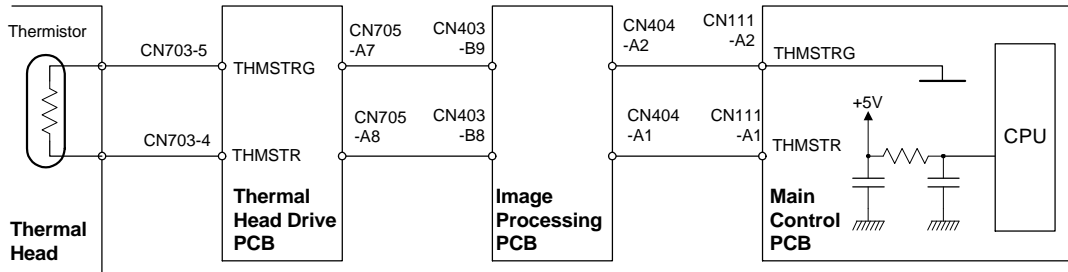 Thermistor
CN703-5
CN703-4
THMSTRG
THMSTR
CN705
-A7
CN403
-B9
CN705
-A8
CN403
-B8
CN404
-A2
CN111
-A2
CN404
-A1
CN111
-A1
THMSTRG
THMSTR
+5V
CPU
Thermal
Head
Thermal
Head Drive
PCB
Image
Processing
PCB
Main
Control
PCB